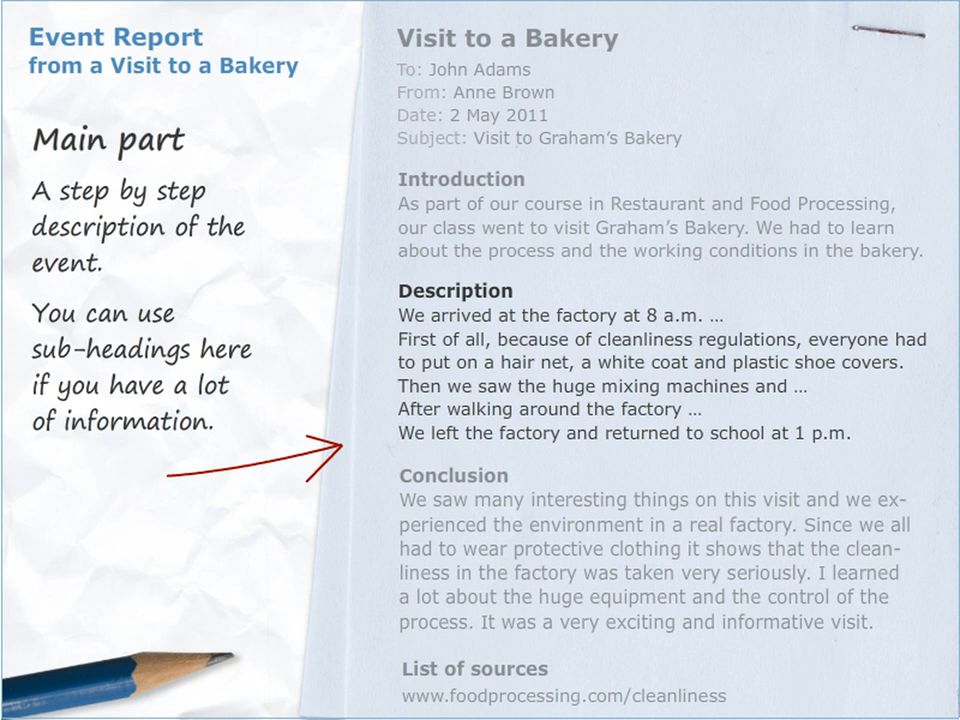 Event Report
from a Visit to a Bakery
Main part
A step by step
description of the
event.
You can use
sub-headings here
if you have a lot
of information.
Visit to a Bakery
To: John Adams
From: Anne Brown
Date: 2 May 2011
Subject: Visit to Graham’s Bakery
Introduction
As part of our course in Restaurant and Food Processing,
our class went to visit Graham’s Bakery. We had to learn
about the process and the working conditions in the bakery.
Description
We arrived at the factory at 8 a.m. …
First of all, because of cleanliness regulations, everyone had
to put on a hair net, a white coat and plastic shoe covers.
Then we saw the huge mixing machines and …
After walking around the factory …
We left the factory and returned to school at 1 p.m.
Conclusion
We saw many interesting things on this visit and we ex-
perienced the environment in a real factory. Since we all
had to wear protective clothing it shows that the clean-
liness in the factory was taken very seriously. I learned
a lot about the huge equipment and the control of the
process. It was a very exciting and informative visit.
List of sources
www.foodprocessing.com/cleanliness